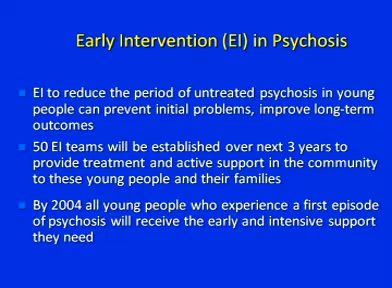 Early Intervention (EI) in Psychosis
EI to reduce the period of untreated psychosis in young
people can prevent initial problems, improve long-term
outcomes
50 EI teams will be established over next 3 years to
provide treatment and active support in the community
to these young people and their families
By 2004 all young people who experience a first episode
of psychosis will receive the early and intensive support
they need